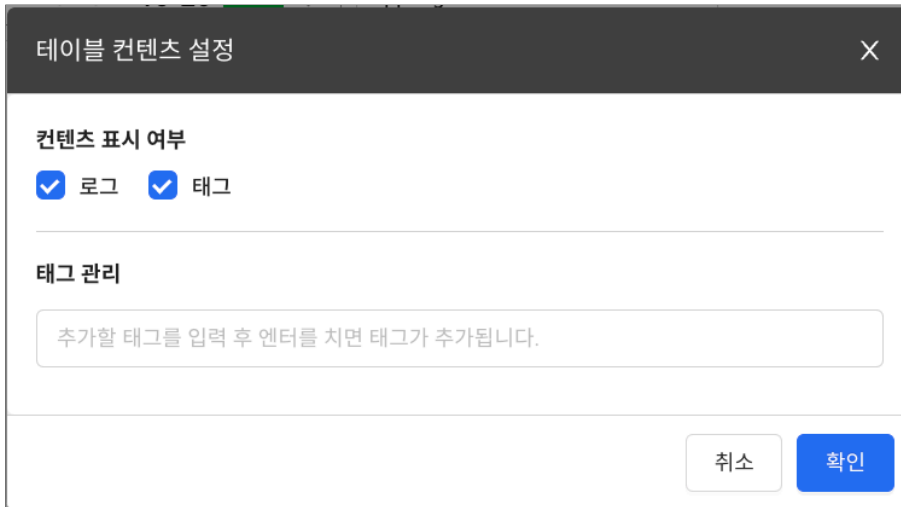 테이블 컨텐츠 설정
컨텐츠 표시 여부
로그 태그
태그 관리
추가할 태그를 입력 후 엔터를 치면 태그가 추가됩니다.
취소 확인